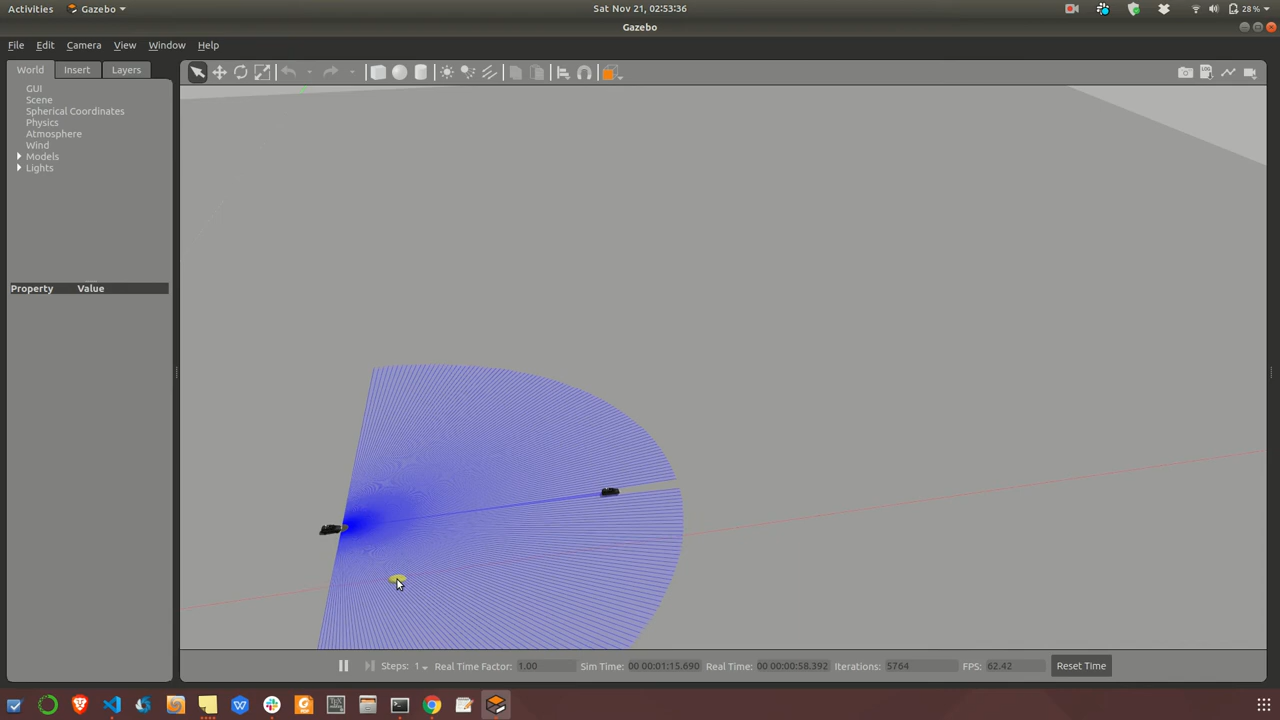 Activities Gazebo Sat Nov 21, 02:53:36 28 %
Gazebo
File Edit Camera View Window Help
World Insert Layers
GUI
Scene
Spherical Coordinates
Physics
Atmosphere
Wind
Models
Lights
Property Value
Steps: 1 Real Time Factor: 1.00 Sim Time: 00 00:01:15.690 Real Time: 00 00:00:58.392 Iterations: 5764 FPS: 62.42 Reset Time